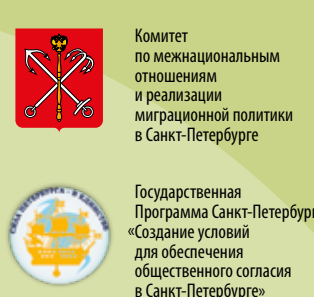 Комитет
по межнациональным
отношениям
и реализации
миграционной политики
в Санкт-Петербурге
Государственная
Программа Санкт-Петербур
«Создание условий
для обеспечения
общественного согласия
в Санкт-Петербурге»